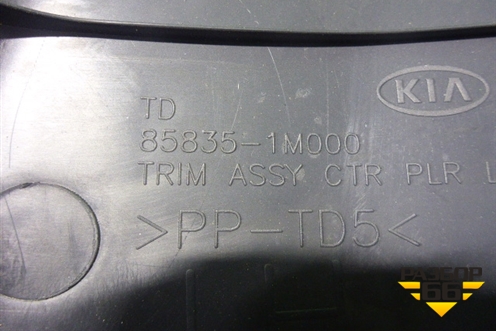 KIA
TD
85835-1M000
TRIM ASSY CTR PLR L
>PP-TD5<
РАЗБОР
66